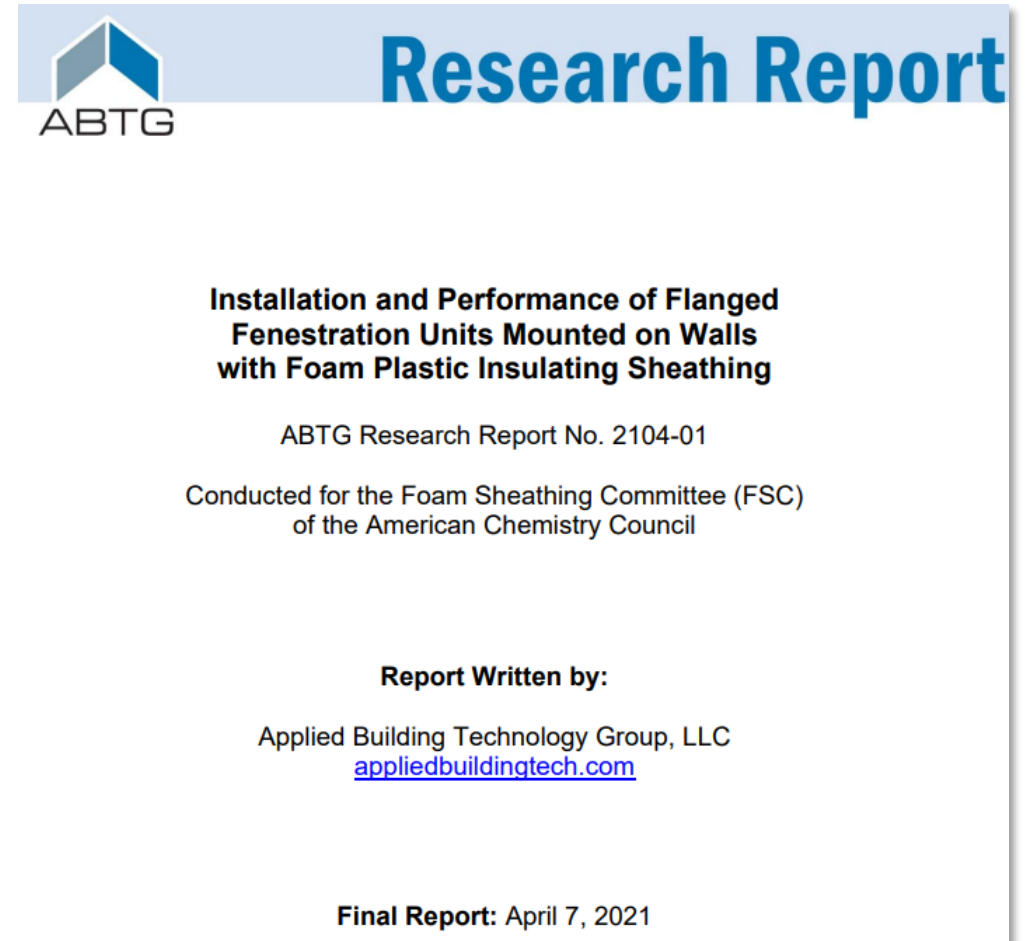 Research Report
ABTG
Installation and Performance of Flanged
Fenestration Units Mounted on Walls
with Foam Plastic Insulating Sheathing
ABTG Research Report No. 2104-01
Conducted for the Foam Sheathing Committee (FSC)
of the American Chemistry Council
Report Written by:
Applied Building Technology Group, LLC
appliedbuildingtech.com
Final Report: April 7, 2021